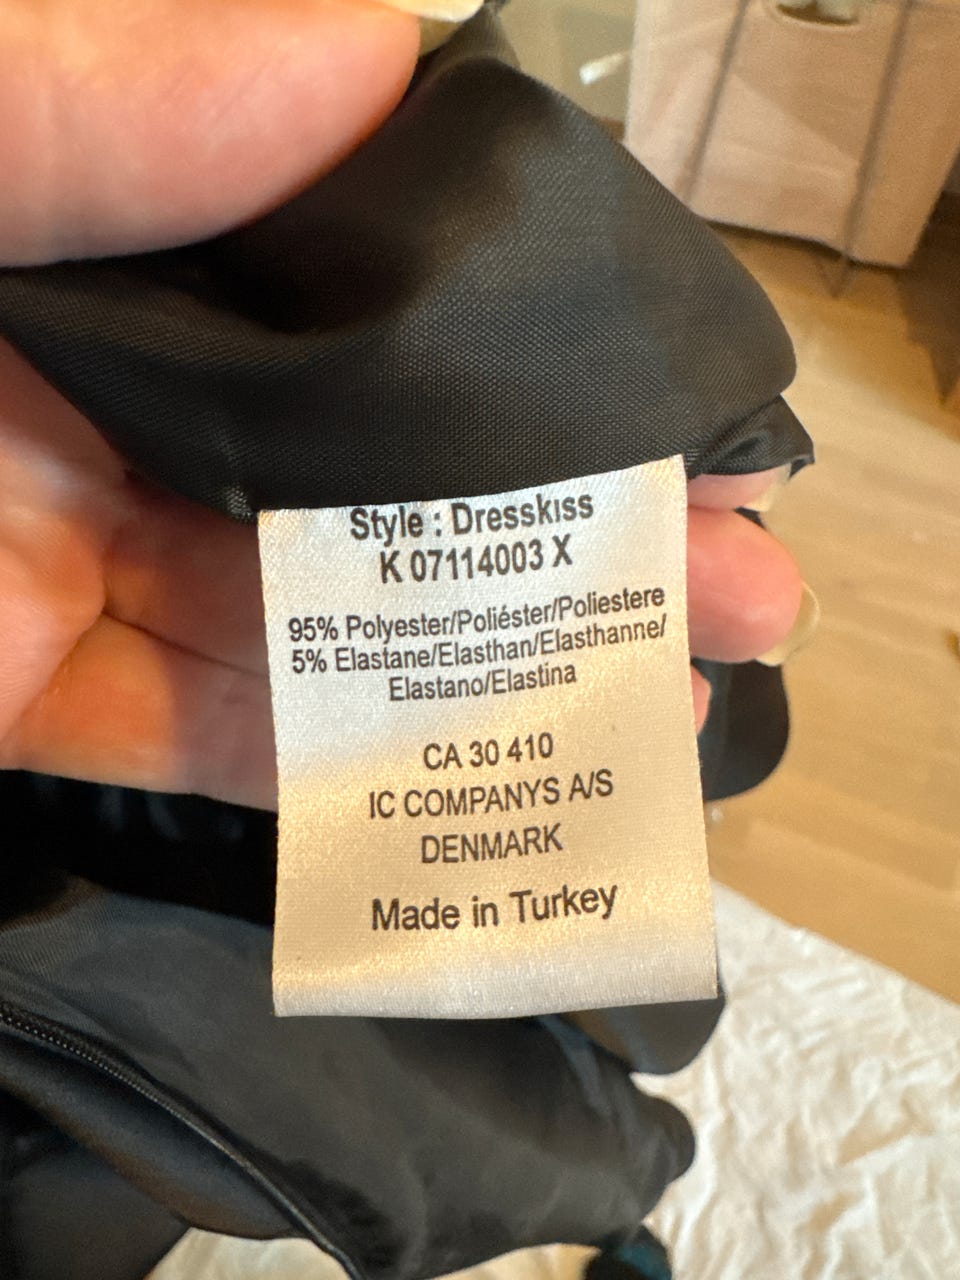 Style : Dresskıss
K 07114003 X
95% Polyester/Poliéster/Poliestere
5% Elastane/Elasthan/Elasthanne/
Elastano/Elastina
CA 30 410
IC COMPANYS A/S
DENMARK
Made in Turkey